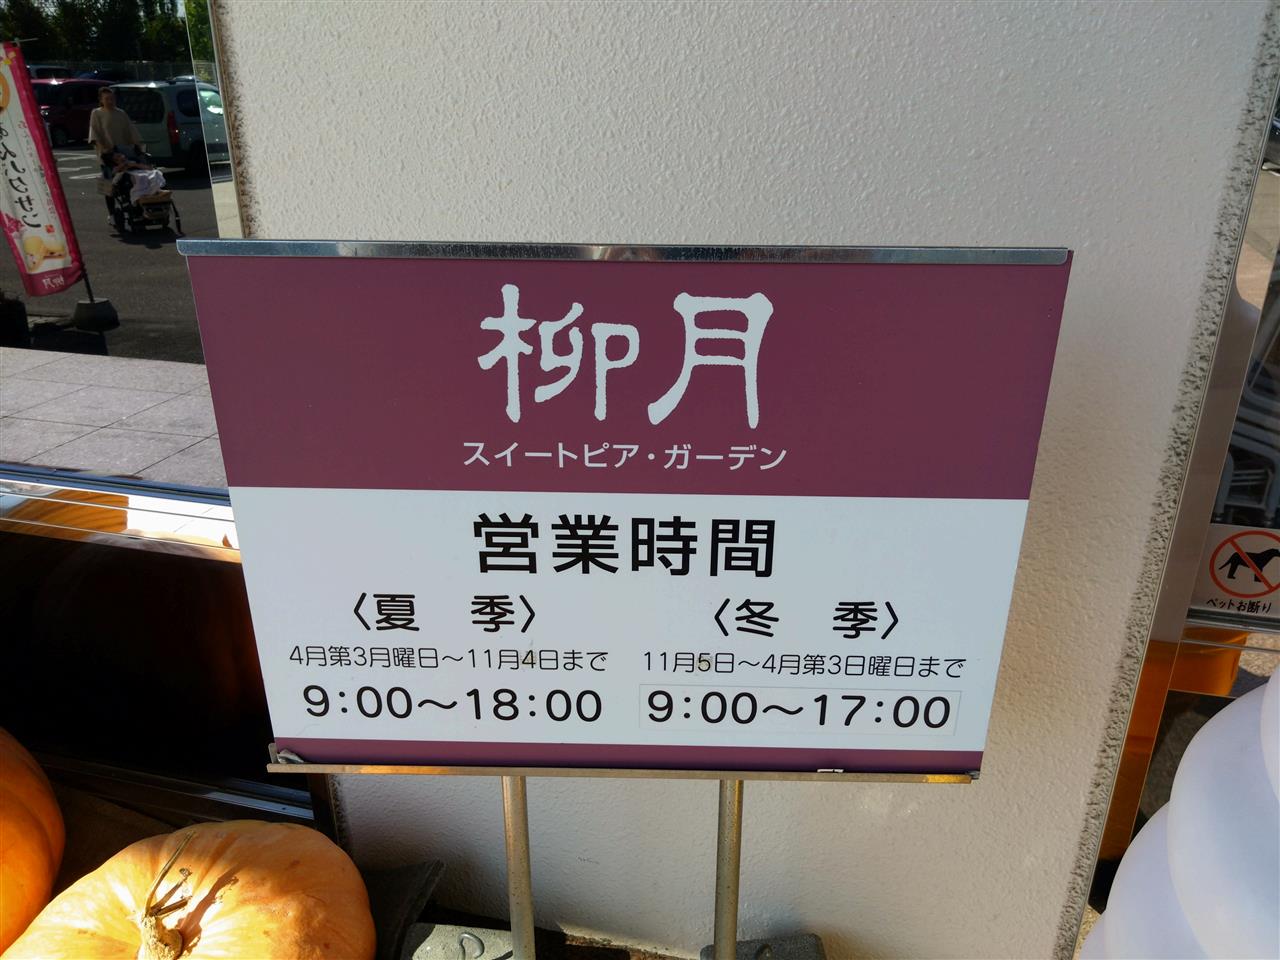 柳月
スイートピア・ガーデン
営業時間
〈夏 季〉
4月第3月曜日～11月4日まで
9:00～18:00
〈冬 季〉
11月5日～4月第3日曜日まで
9:00～17:00
ペットお断り
柳月